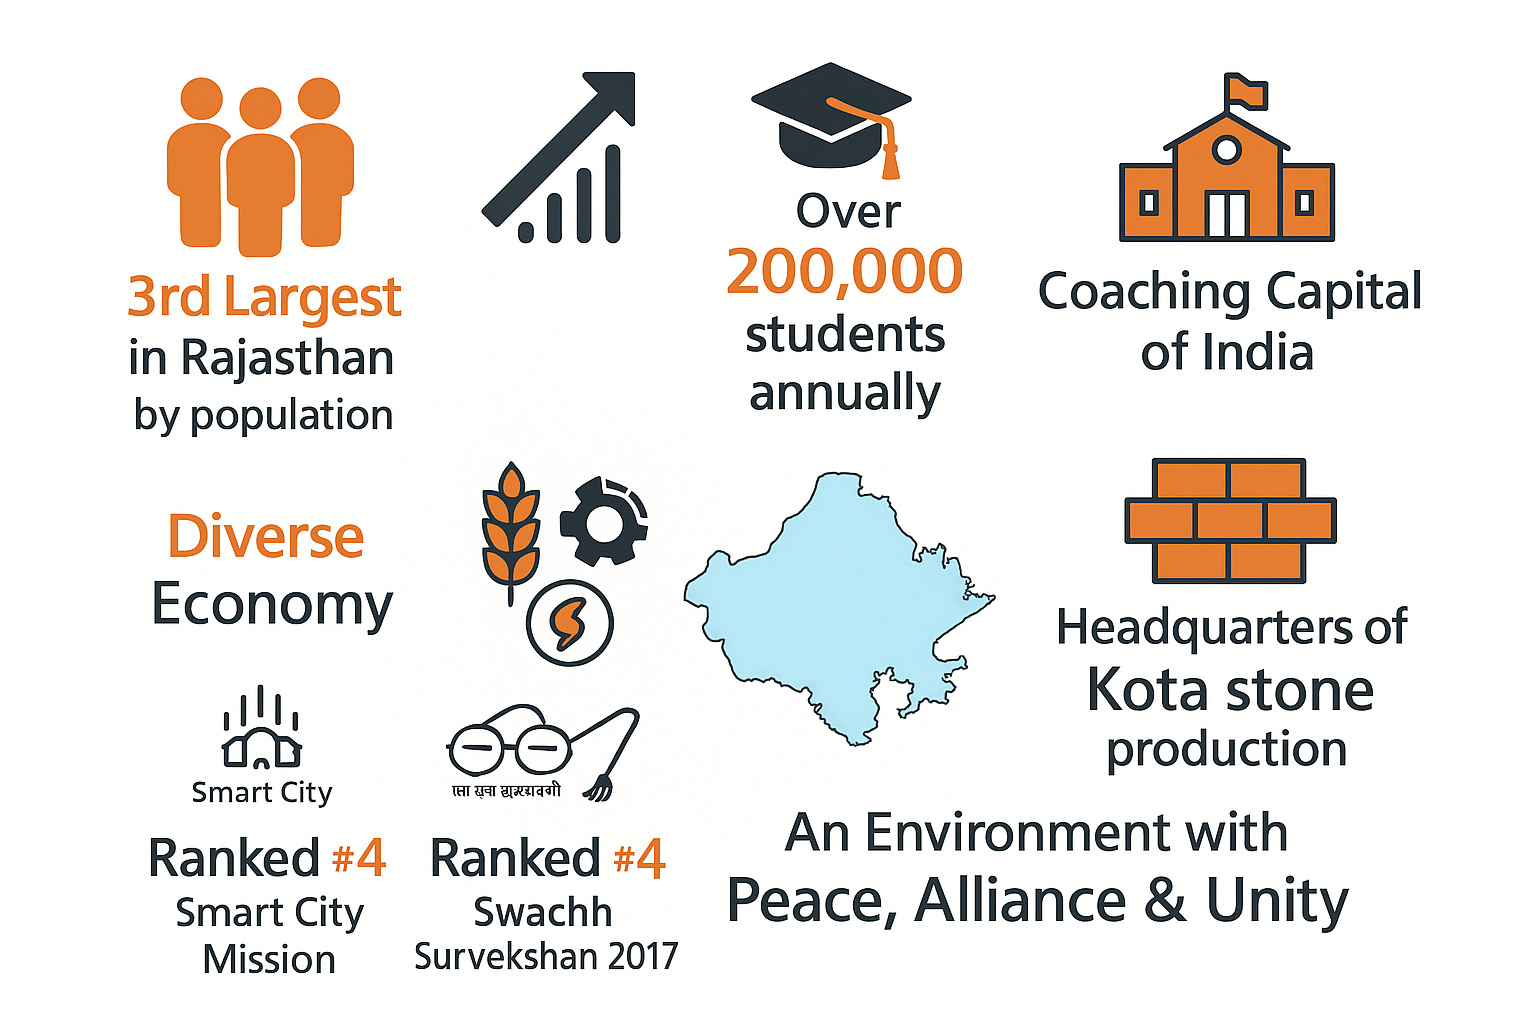 3rd Largest
in Rajasthan
by population
Over
200,000
students
annually
Coaching Capital
of India
Diverse
Economy
Headquarters of
Kota stone
production
Smart City
Ranked #4
Smart City
Mission
Ranked #4
Swachh
Survekshan 2017
An Environment with
Peace, Alliance & Unity